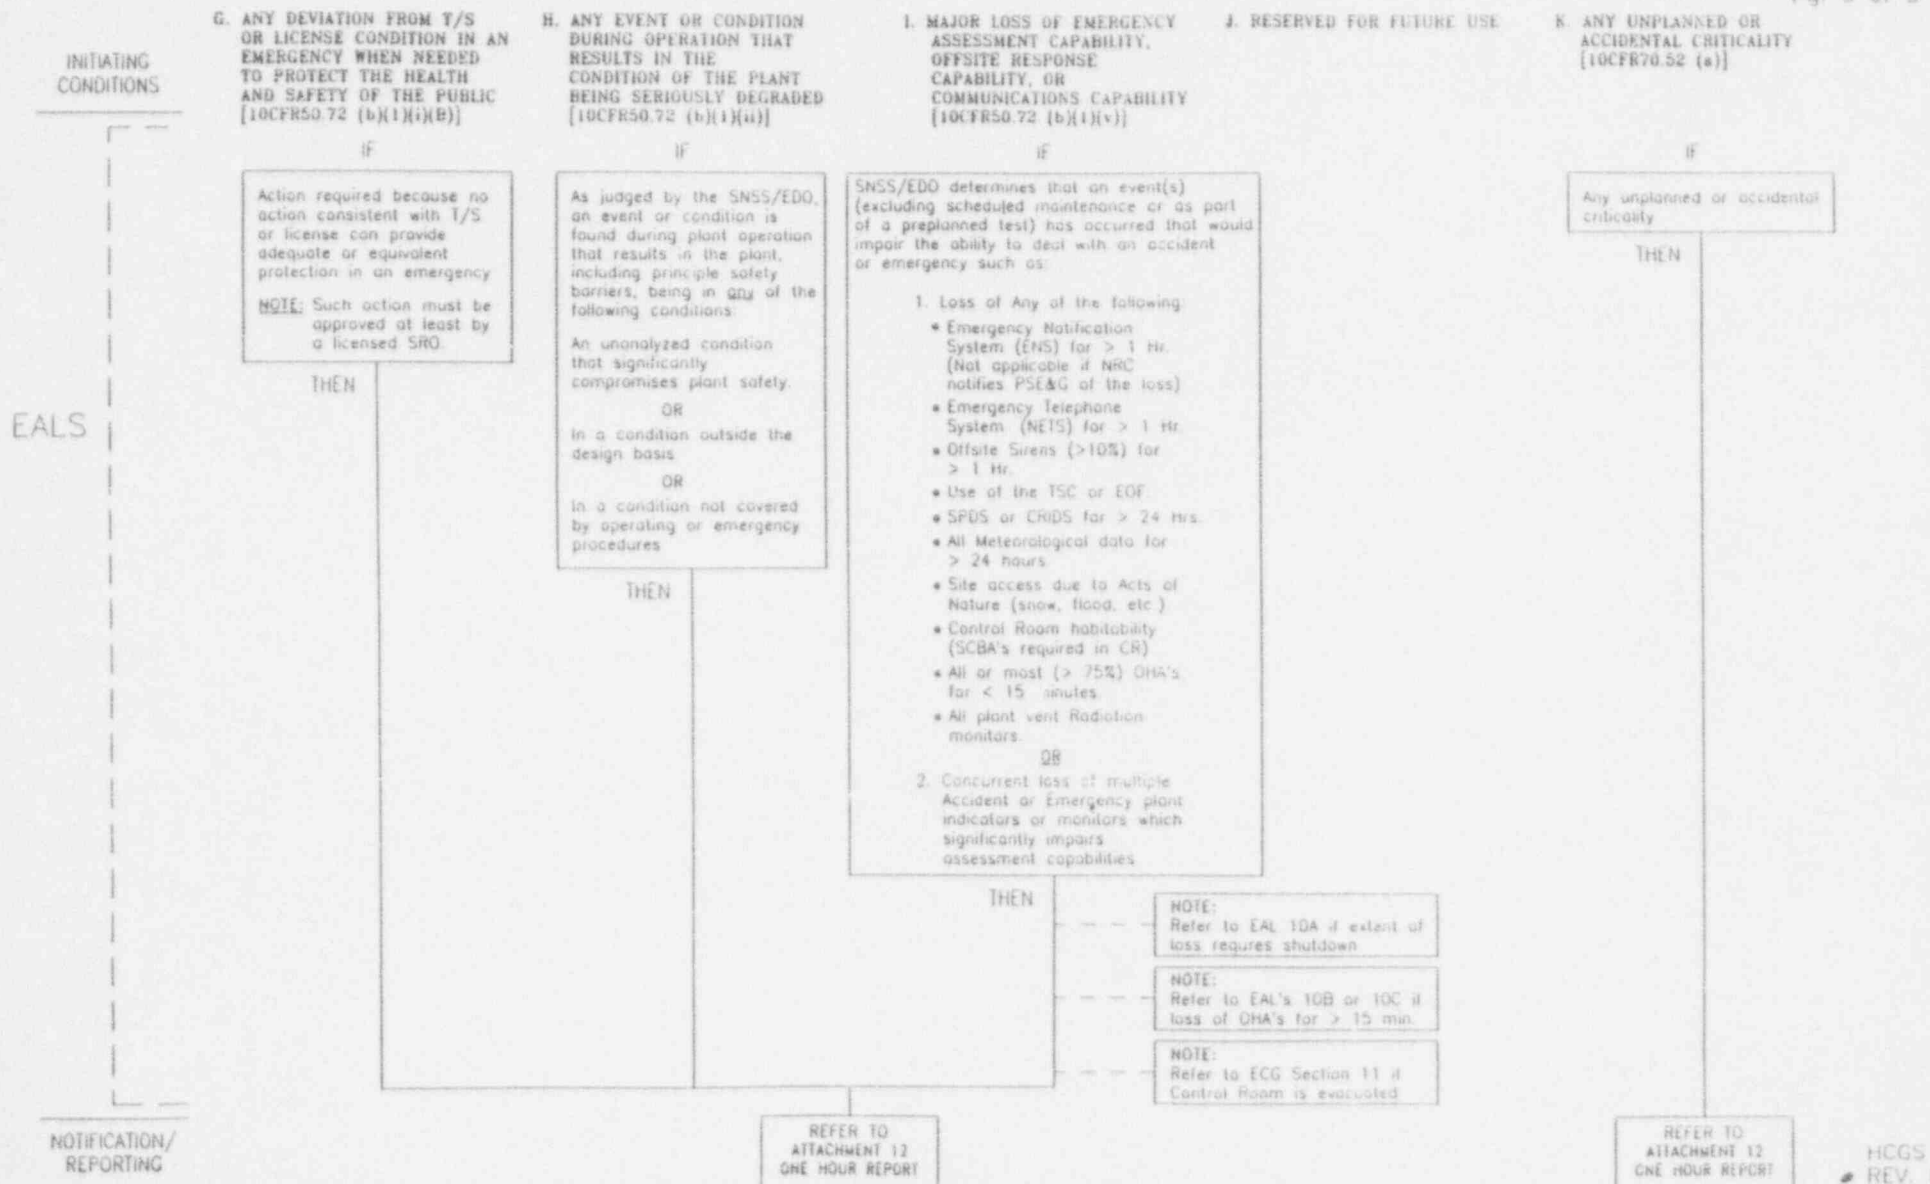 INITIATING
CONDITIONS
G. ANY DEVIATION FROM T/S
OR LICENSE CONDITION IN AN
EMERGENCY WHEN NEEDED
TO PROTECT THE HEALTH
AND SAFETY OF THE PUBLIC
[10CFR50.72 (b)(1)(i)(B)]
IF
Action required because no
action consistent with T/S
or license can provide
adequate or equivalent
protection in an emergency
NOTE: Such action must be
approved at least by
a licensed SRO.
THEN
H. ANY EVENT OR CONDITION
DURING OPERATION THAT
RESULTS IN THE
CONDITION OF THE PLANT
BEING SERIOUSLY DEGRADED
[10CFR50.72 (b)(1)(ii)]
IF
As judged by the SNSS/EDO,
an event or condition is
found during plant operation
that results in the plant,
including principle safety
barriers, being in any of the
following conditions:
An unanalyzed condition
that significantly
compromises plant safety.
OR
In a condition outside the
design basis
OR
In a condition not covered
by operating or emergency
procedures
THEN
I. MAJOR LOSS OF EMERGENCY
ASSESSMENT CAPABILITY,
OFFSITE RESPONSE
CAPABILITY, OR
COMMUNICATIONS CAPABILITY
[10CFR50.72 (b)(1)(v)]
IF
SNSS/EDO determines that an event(s)
(excluding scheduled maintenance or as part
of a preplanned test) has occurred that would
impair the ability to deal with an accident
or emergency such as:
1. Loss of Any of the following:
• Emergency Notification
System (ENS) for > 1 Hr.
(Not applicable if NRC
notifies PSE&G of the loss)
• Emergency Telephone
System (NETS) for > 1 Hr
• Offsite Sirens (>10%) for
> 1 Hr.
• Use of the TSC or EOF.
• SPDS or CRIDS for > 24 Hrs.
• All Meteorological data for
> 24 hours
• Site access due to Acts of
Nature (snow, flood, etc.)
• Control Room habitability
(SCBA's required in CR)
• All or most (> 75%) OHA's
for < 15 minutes
• All plant vent Radiation
monitors.
OR
2. Concurrent loss of multiple
Accident or Emergency plant
indicators or monitors which
significantly impairs
assessment capabilities
THEN
NOTE:
Refer to EAL 10A if extent of
loss requres shutdown
NOTE:
Refer to EAL's 10B or 10C if
loss of OHA's for > 15 min.
NOTE:
Refer to ECG Section 11 if
Control Room is evacuated
J. RESERVED FOR FUTURE USE
K. ANY UNPLANNED OR
ACCIDENTAL CRITICALITY
[10CFR70.52 (a)]
IF
Any unplanned or accidental
criticality
THEN
EALS
NOTIFICATION/
REPORTING
REFER TO
ATTACHMENT 12
ONE HOUR REPORT
REFER TO
ATTACHMENT 12
ONE HOUR REPORT
HCGS
REV.